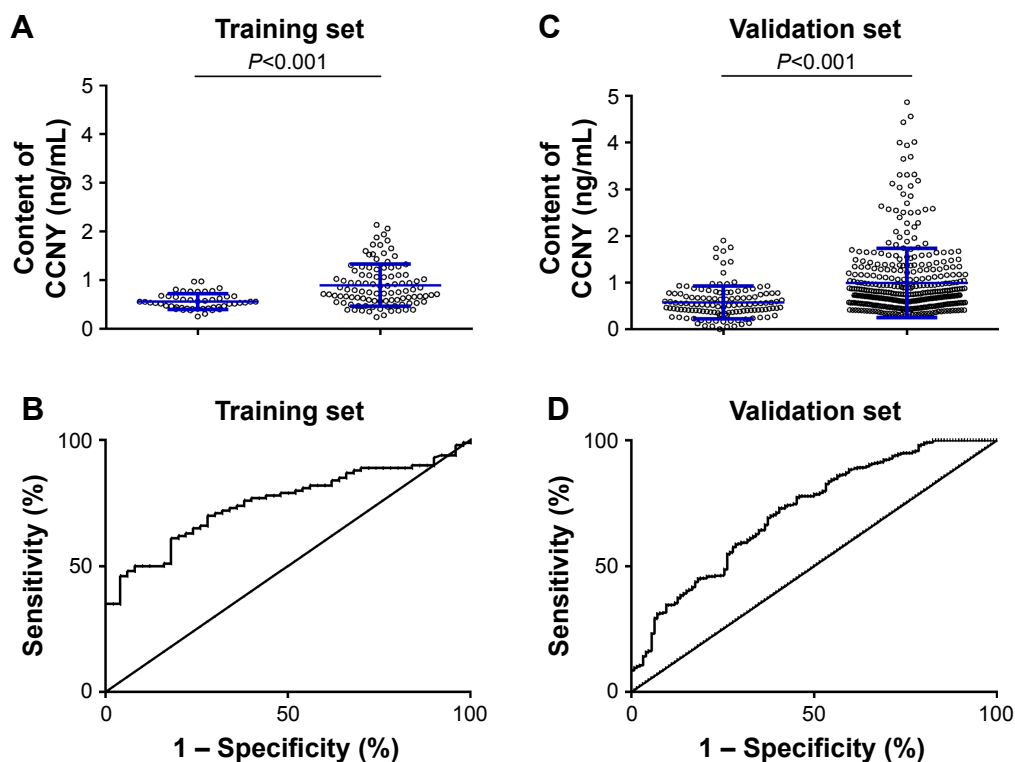 A
Training set
P<0.001
Content of
CCNY (ng/mL)
5
4
3
2
1
0
C
Validation set
P<0.001
Content of
CCNY (ng/mL)
5
4
3
2
1
0
B
Training set
Sensitivity (%)
100
50
0
0
50
100
1 – Specificity (%)
D
Validation set
Sensitivity (%)
100
50
0
0
50
100
1 – Specificity (%)